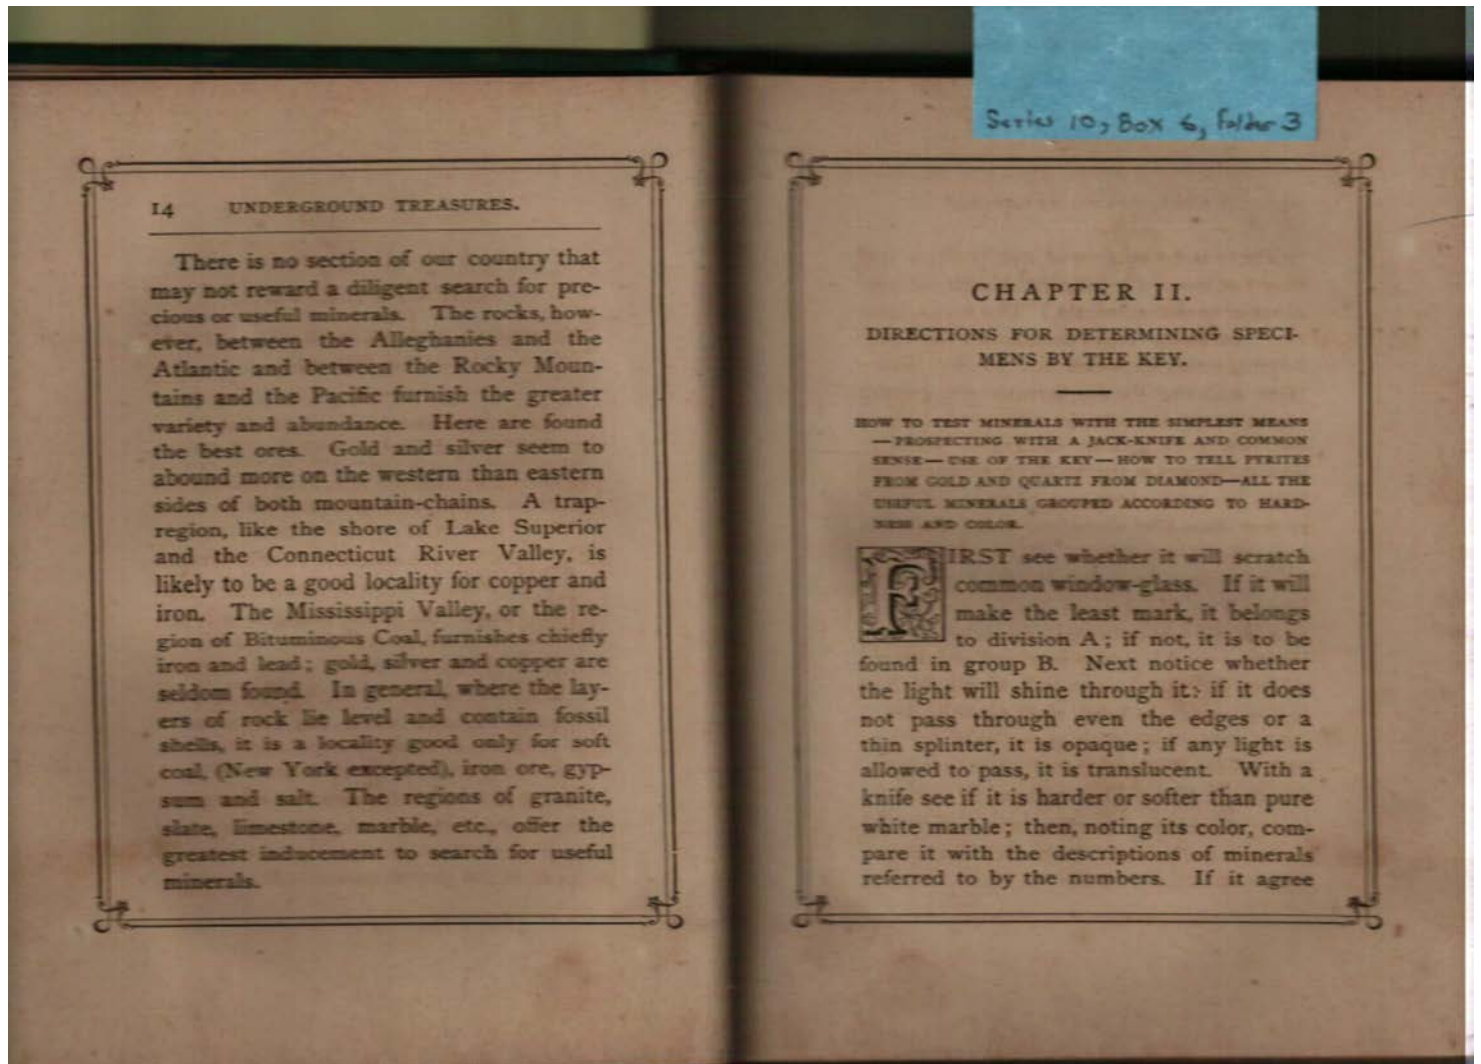 Series 10, Box 6, Folder 3
14 UNDERGROUND TREASURES.
There is no section of our country that
may not reward a diligent search for pre-
cious or useful minerals. The rocks, how-
ever, between the Alleghanies and the
Atlantic and between the Rocky Moun-
tains and the Pacific furnish the greater
variety and abundance. Here are found
the best ores. Gold and silver seem to
abound more on the western than eastern
sides of both mountain-chains. A trap-
region, like the shore of Lake Superior
and the Connecticut River Valley, is
likely to be a good locality for copper and
iron. The Mississippi Valley, or the re-
gion of Bituminous Coal, furnishes chiefly
iron and lead; gold, silver and copper are
seldom found. In general, where the lay-
ers of rock lie level and contain fossil
shells, it is a locality good only for soft
coal, (New York excepted), iron ore, gyp-
sum and salt. The regions of granite,
slate, limestone, marble, etc., offer the
greatest inducement to search for useful
minerals.
CHAPTER II.
DIRECTIONS FOR DETERMINING SPECI-
MENS BY THE KEY.
HOW TO TEST MINERALS WITH THE SIMPLEST MEANS
—PROSPECTING WITH A JACK-KNIFE AND COMMON
SENSE—USE OF THE KEY—HOW TO TELL PYRITES
FROM GOLD AND QUARTZ FROM DIAMOND—ALL THE
USEFUL MINERALS GROUPED ACCORDING TO HARD-
NESS AND COLOR.
FIRST see whether it will scratch
common window-glass. If it will
make the least mark, it belongs
to division A; if not, it is to be
found in group B. Next notice whether
the light will shine through it: if it does
not pass through even the edges or a
thin splinter, it is opaque; if any light is
allowed to pass, it is translucent. With a
knife see if it is harder or softer than pure
white marble; then, noting its color, com-
pare it with the descriptions of minerals
referred to by the numbers. If it agree